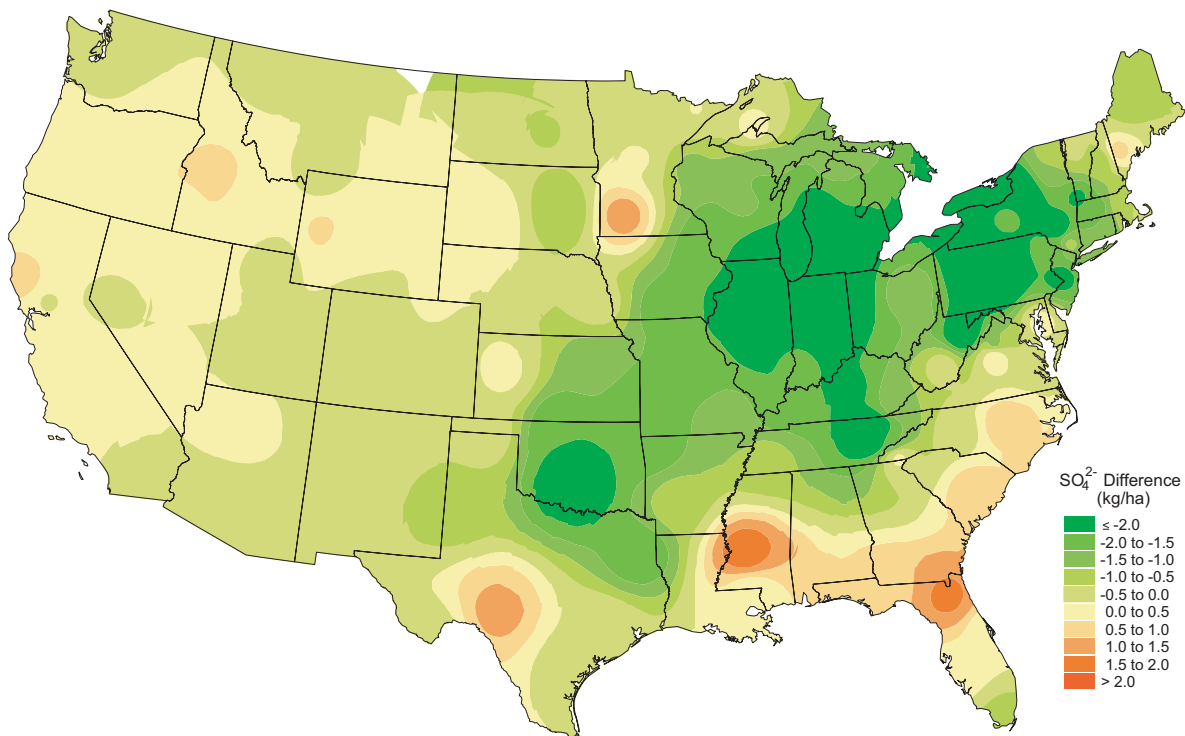 SO₄²⁻ Difference
(kg/ha)
≤ -2.0
-2.0 to -1.5
-1.5 to -1.0
-1.0 to -0.5
-0.5 to 0.0
0.0 to 0.5
0.5 to 1.0
1.0 to 1.5
1.5 to 2.0
> 2.0